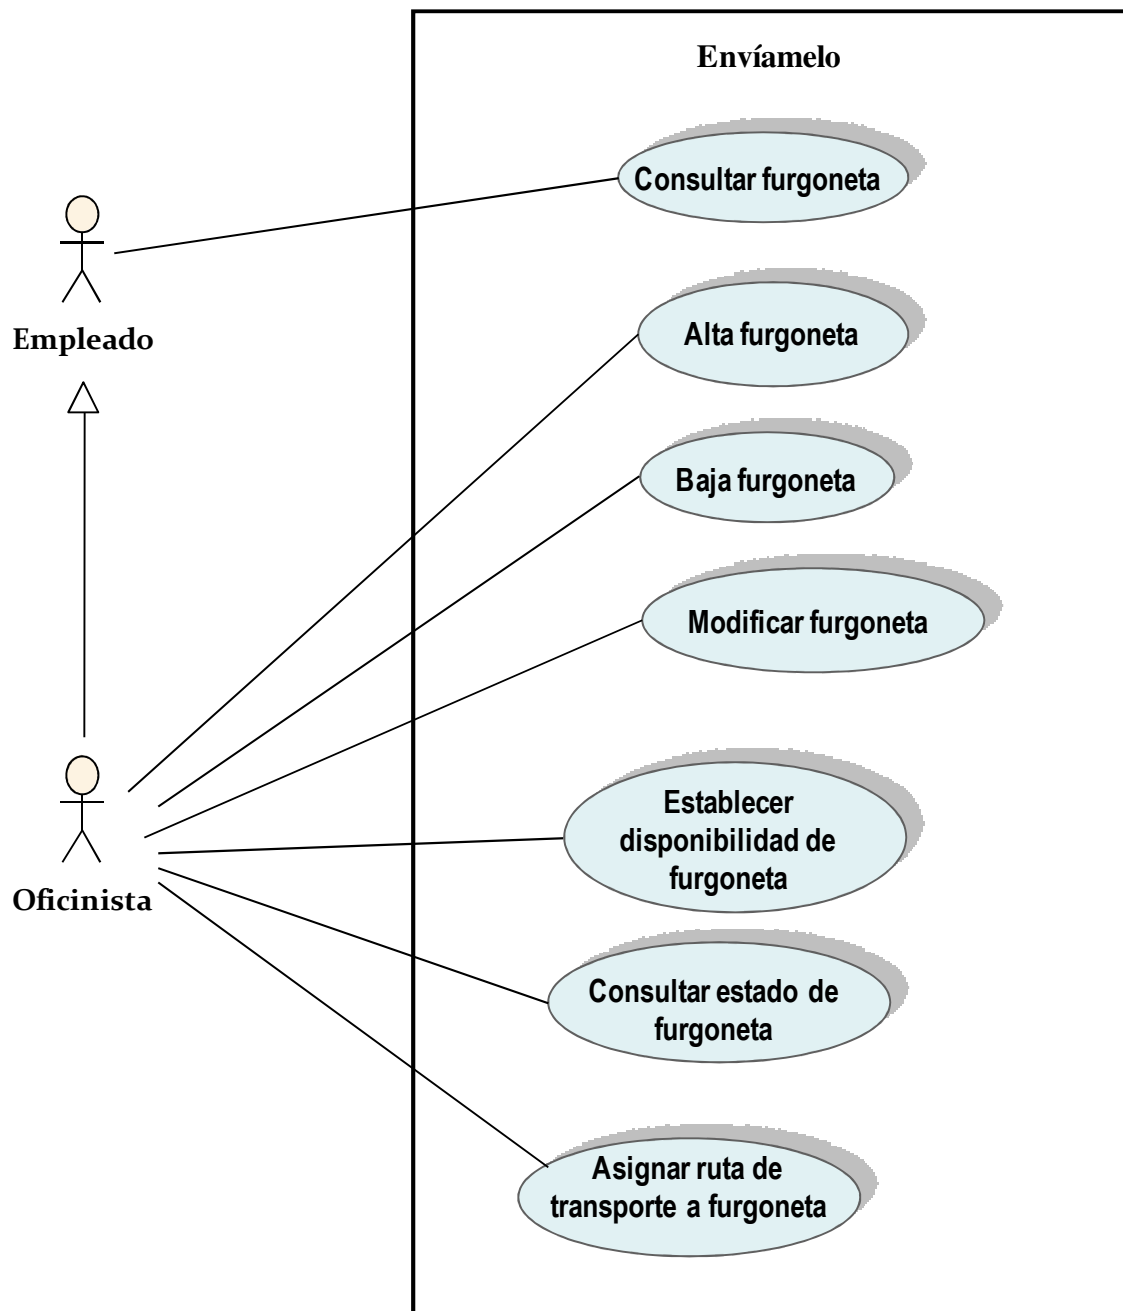 Envíamelo
Consultar furgoneta
Empleado
Alta furgoneta
Baja furgoneta
Modificar furgoneta
Oficinista
Establecer
disponibilidad de
furgoneta
Consultar estado de
furgoneta
Asignar ruta de
transporte a furgoneta